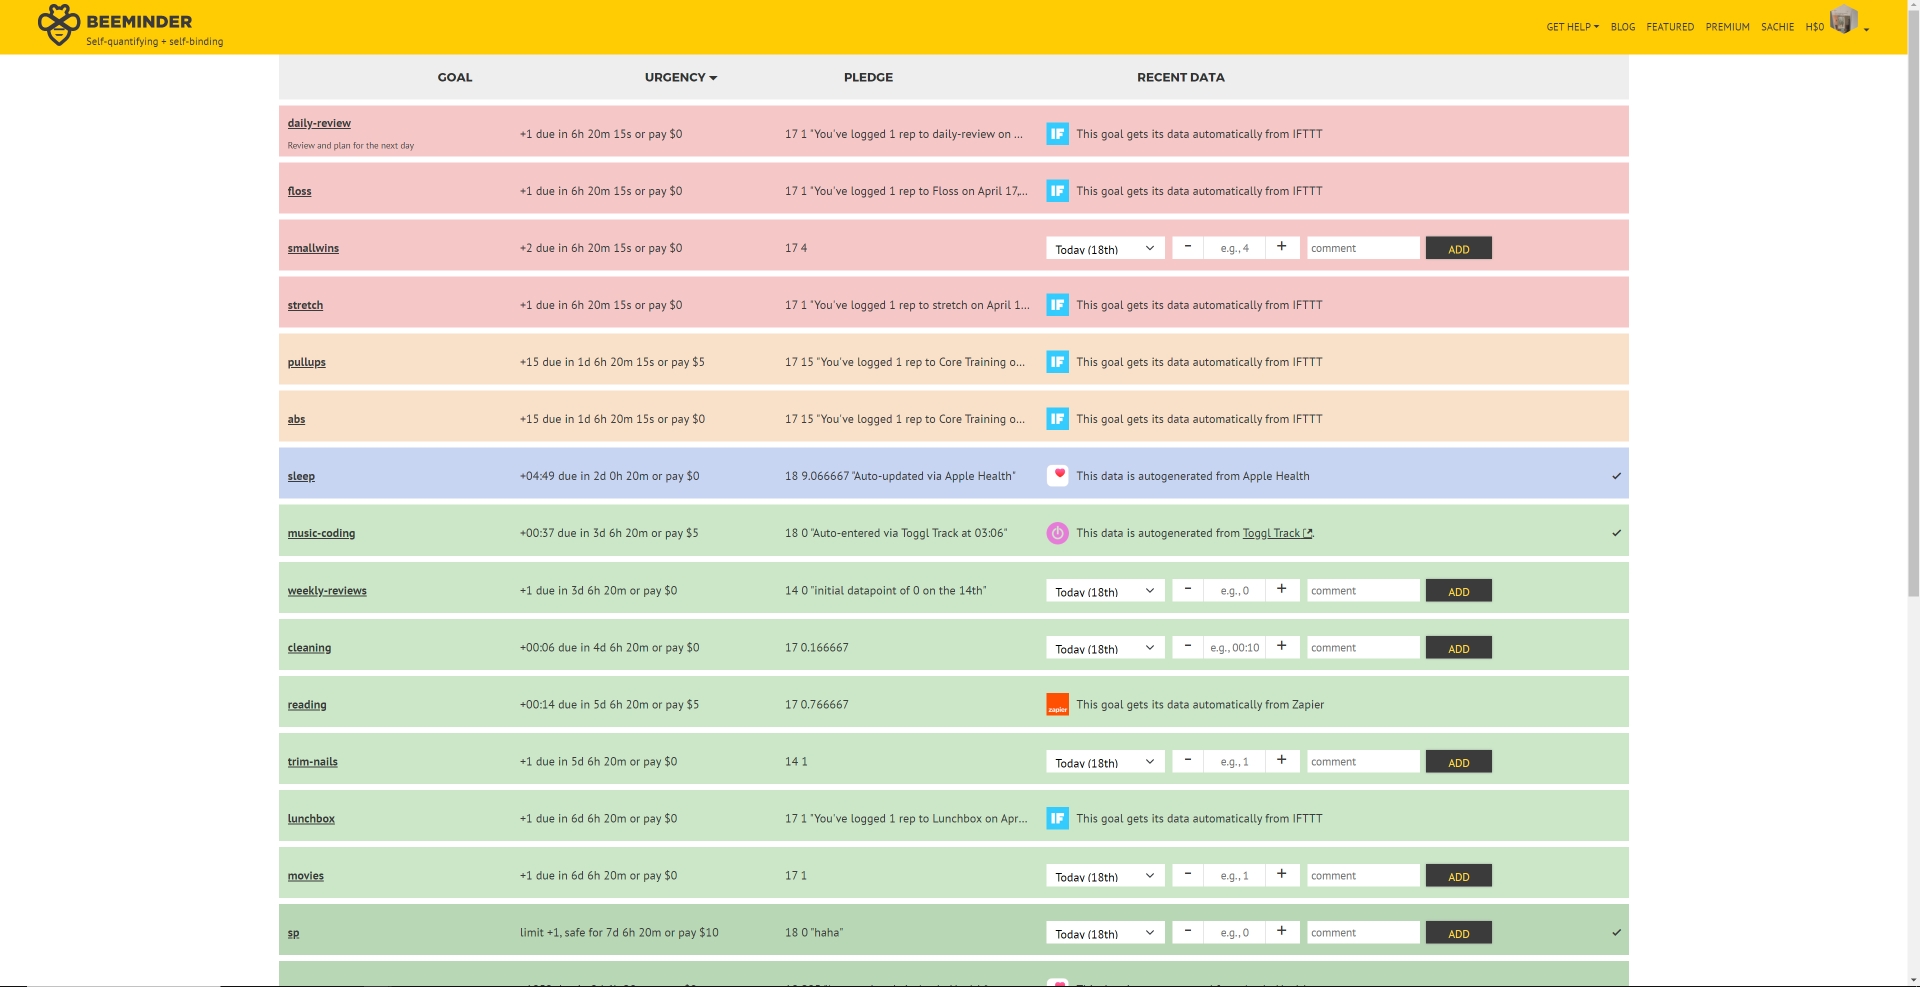 BEEMINDER
Self-quantifying + self-binding
GET HELP BLOG FEATURED PREMIUM SACHIE H$0
GOAL URGENCY PLEDGE RECENT DATA
daily-review
Review and plan for the next day
+1 due in 6h 20m 15s or pay $0 17 1 "You've logged 1 rep to daily-review on ... IF This goal gets its data automatically from IFTTT
floss +1 due in 6h 20m 15s or pay $0 17 1 "You've logged 1 rep to Floss on April 17,... IF This goal gets its data automatically from IFTTT
smallwins +2 due in 6h 20m 15s or pay $0 17 4 Today (18th) - e.g., 4 + comment ADD
stretch +1 due in 6h 20m 15s or pay $0 17 1 "You've logged 1 rep to stretch on April 1... IF This goal gets its data automatically from IFTTT
pullups +15 due in 1d 6h 20m 15s or pay $5 17 15 "You've logged 1 rep to Core Training o... IF This goal gets its data automatically from IFTTT
abs +15 due in 1d 6h 20m 15s or pay $0 17 15 "You've logged 1 rep to Core Training o... IF This goal gets its data automatically from IFTTT
sleep +04:49 due in 2d 0h 20m or pay $0 18 9.066667 "Auto-updated via Apple Health" This data is autogenerated from Apple Health
music-coding +00:37 due in 3d 6h 20m or pay $5 18 0 "Auto-entered via Toggl Track at 03:06" This data is autogenerated from Toggl Track.
weekly-reviews +1 due in 3d 6h 20m or pay $0 14 0 "initial datapoint of 0 on the 14th" Today (18th) - e.g., 0 + comment ADD
cleaning +00:06 due in 4d 6h 20m or pay $0 17 0.166667 Today (18th) - e.g., 00:10 + comment ADD
reading +00:14 due in 5d 6h 20m or pay $5 17 0.766667 zapier This goal gets its data automatically from Zapier
trim-nails +1 due in 5d 6h 20m or pay $0 14 1 Today (18th) - e.g., 1 + comment ADD
lunchbox +1 due in 6d 6h 20m or pay $0 17 1 "You've logged 1 rep to Lunchbox on Apr... IF This goal gets its data automatically from IFTTT
movies +1 due in 6d 6h 20m or pay $0 17 1 Today (18th) - e.g., 1 + comment ADD
sp limit +1, safe for 7d 6h 20m or pay $10 18 0 "haha" Today (18th) - e.g., 0 + comment ADD